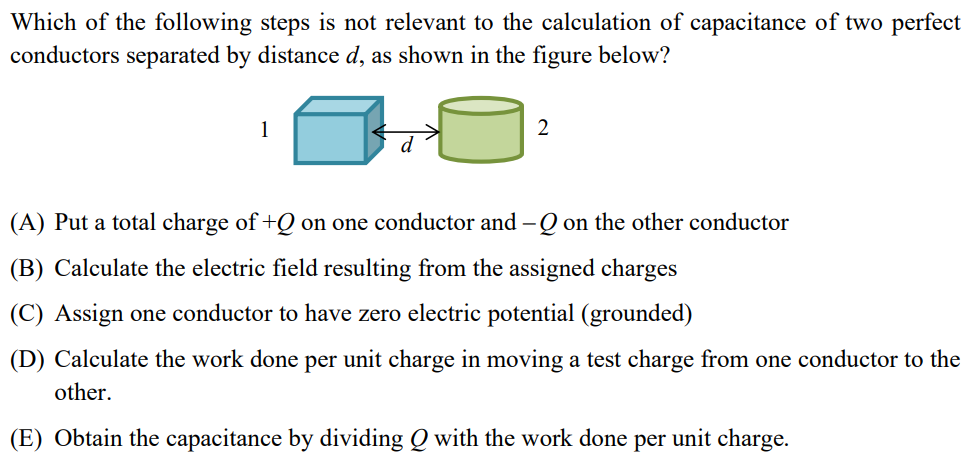 Which of the following steps is not relevant to the calculation of capacitance of two perfect
conductors separated by distance d, as shown in the figure below?
1
d
2
(A) Put a total charge of +Q on one conductor and –Q on the other conductor
(B) Calculate the electric field resulting from the assigned charges
(C) Assign one conductor to have zero electric potential (grounded)
(D) Calculate the work done per unit charge in moving a test charge from one conductor to the
other.
(E) Obtain the capacitance by dividing Q with the work done per unit charge.